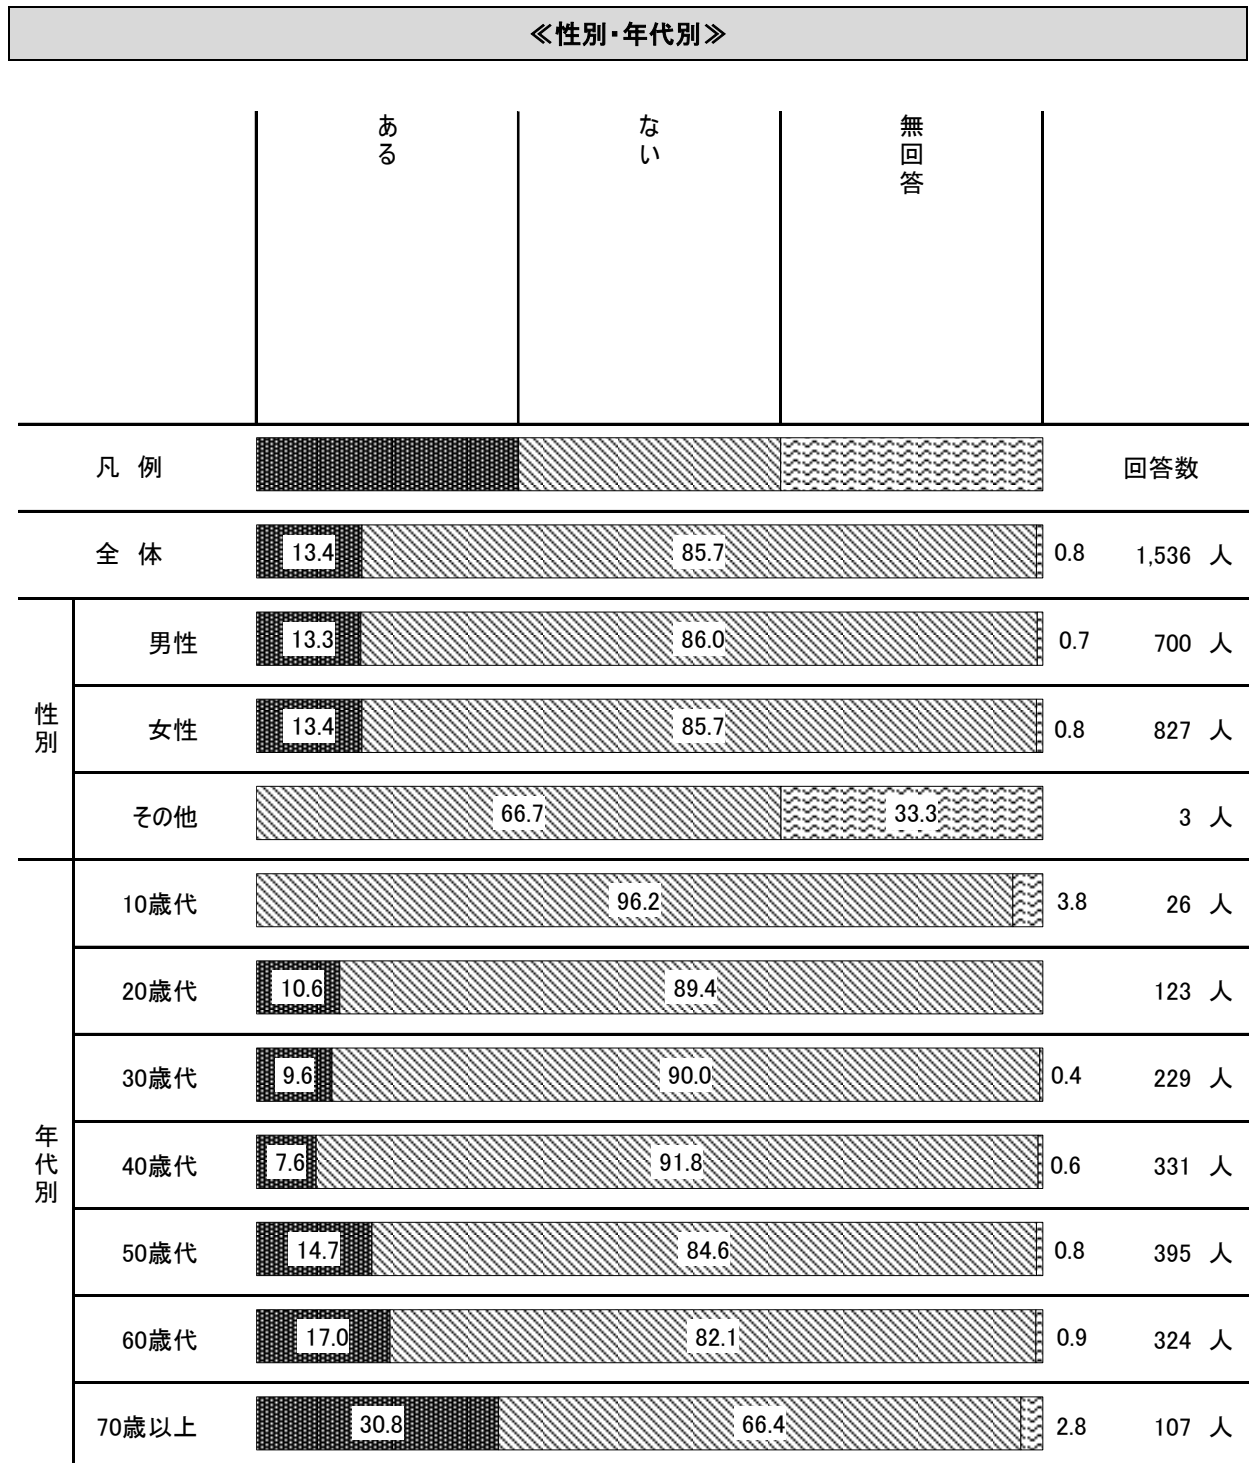 ≪性別・年代別≫
ある
ない
無回答
凡 例
回答数
全 体
13.4
85.7
0.8
1,536 人
性別
男性
13.3
86.0
0.7
700 人
女性
13.4
85.7
0.8
827 人
その他
66.7
33.3
3 人
年代別
10歳代
96.2
3.8
26 人
20歳代
10.6
89.4
123 人
30歳代
9.6
90.0
0.4
229 人
40歳代
7.6
91.8
0.6
331 人
50歳代
14.7
84.6
0.8
395 人
60歳代
17.0
82.1
0.9
324 人
70歳以上
30.8
66.4
2.8
107 人